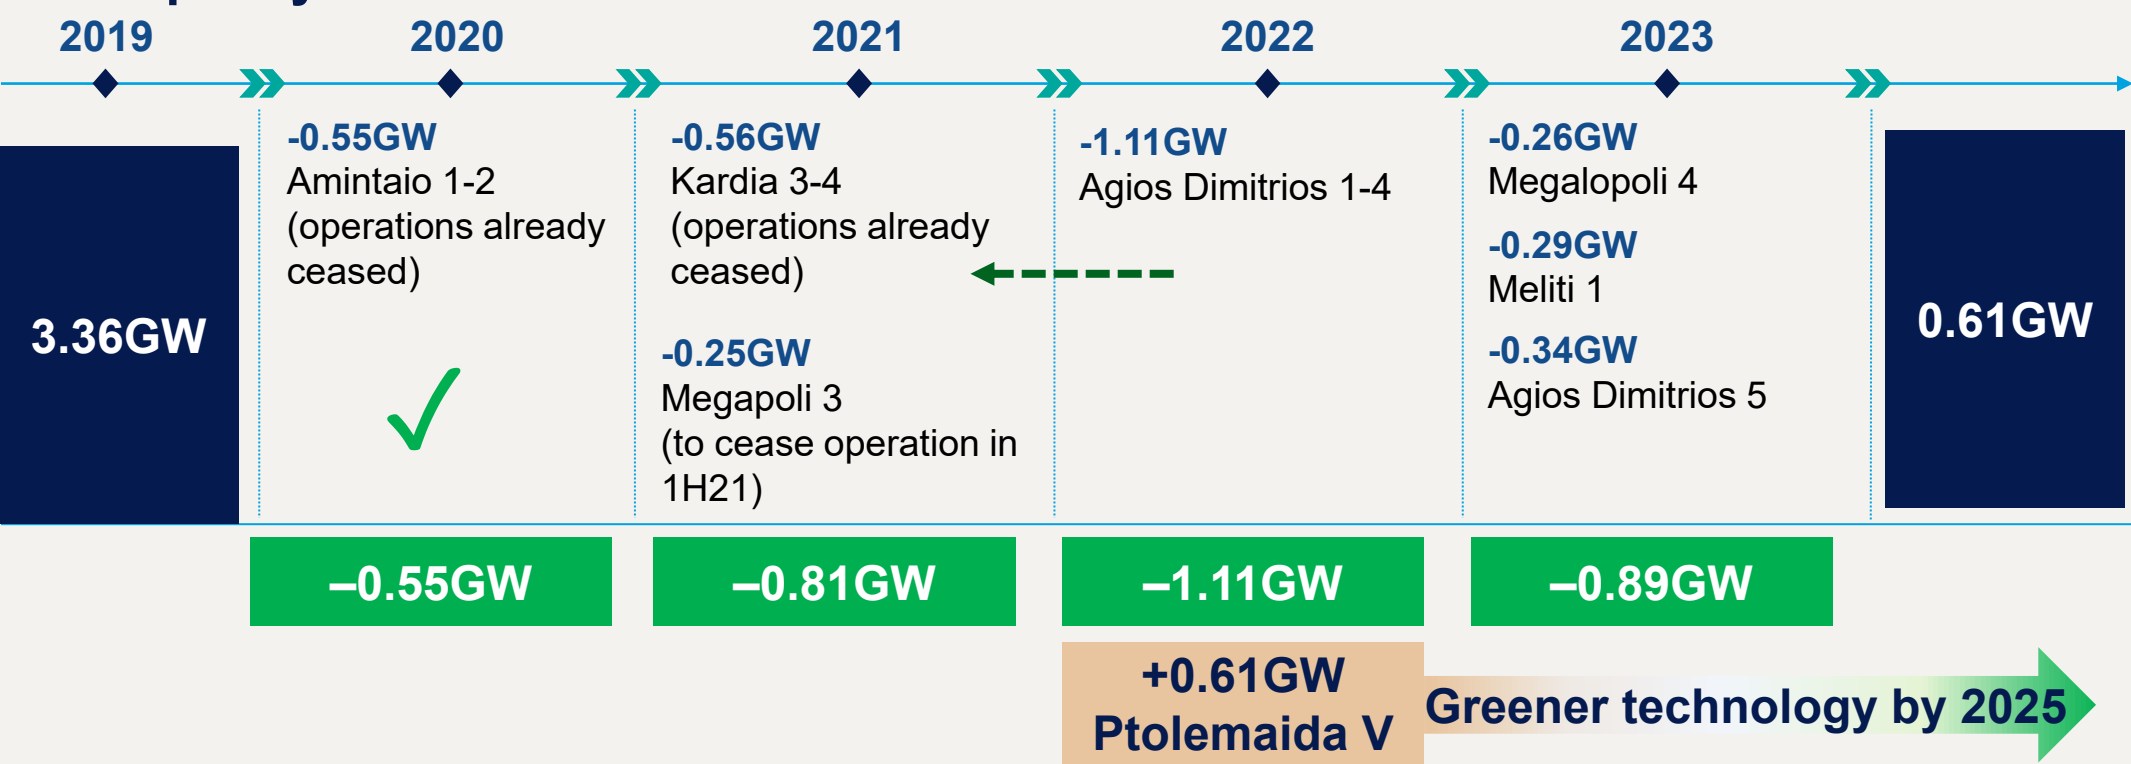 2019
2020
2021
2022
2023
3.36GW
-0.55GW
Amintaio 1-2
(operations already
ceased)
-0.56GW
Kardia 3-4
(operations already
ceased)
-0.25GW
Megapoli 3
(to cease operation in
1H21)
-1.11GW
Agios Dimitrios 1-4
-0.26GW
Megalopoli 4
-0.29GW
Meliti 1
-0.34GW
Agios Dimitrios 5
0.61GW
–0.55GW
–0.81GW
–1.11GW
–0.89GW
+0.61GW
Ptolemaida V
Greener technology by 2025